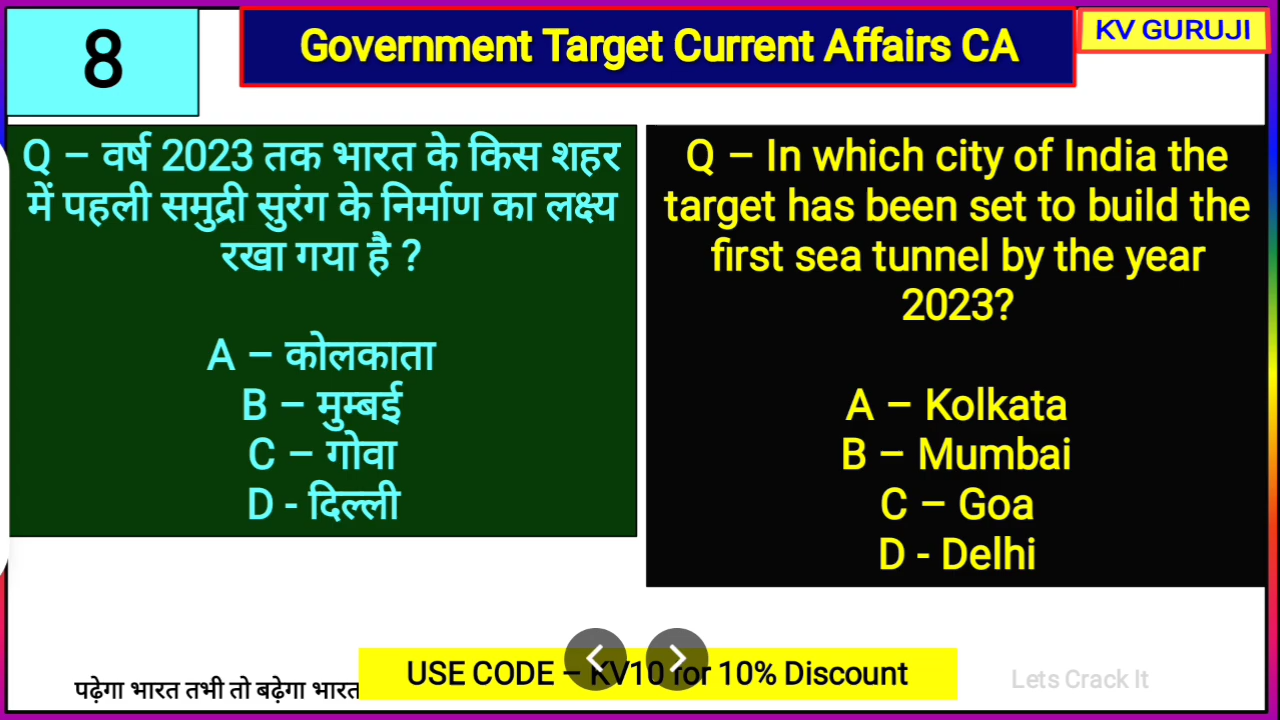 8
Government Target Current Affairs CA
KV GURUJI
Q – वर्ष 2023 तक भारत के किस शहर
में पहली समुद्री सुरंग के निर्माण का लक्ष्य
रखा गया है ?
A – कोलकाता
B – मुम्बई
C – गोवा
D - दिल्ली
Q – In which city of India the
target has been set to build the
first sea tunnel by the year
2023?
A – Kolkata
B – Mumbai
C – Goa
D - Delhi
पढ़ेगा भारत तभी तो बढ़ेगा भारत
USE CODE – KV10 for 10% Discount
Lets Crack It